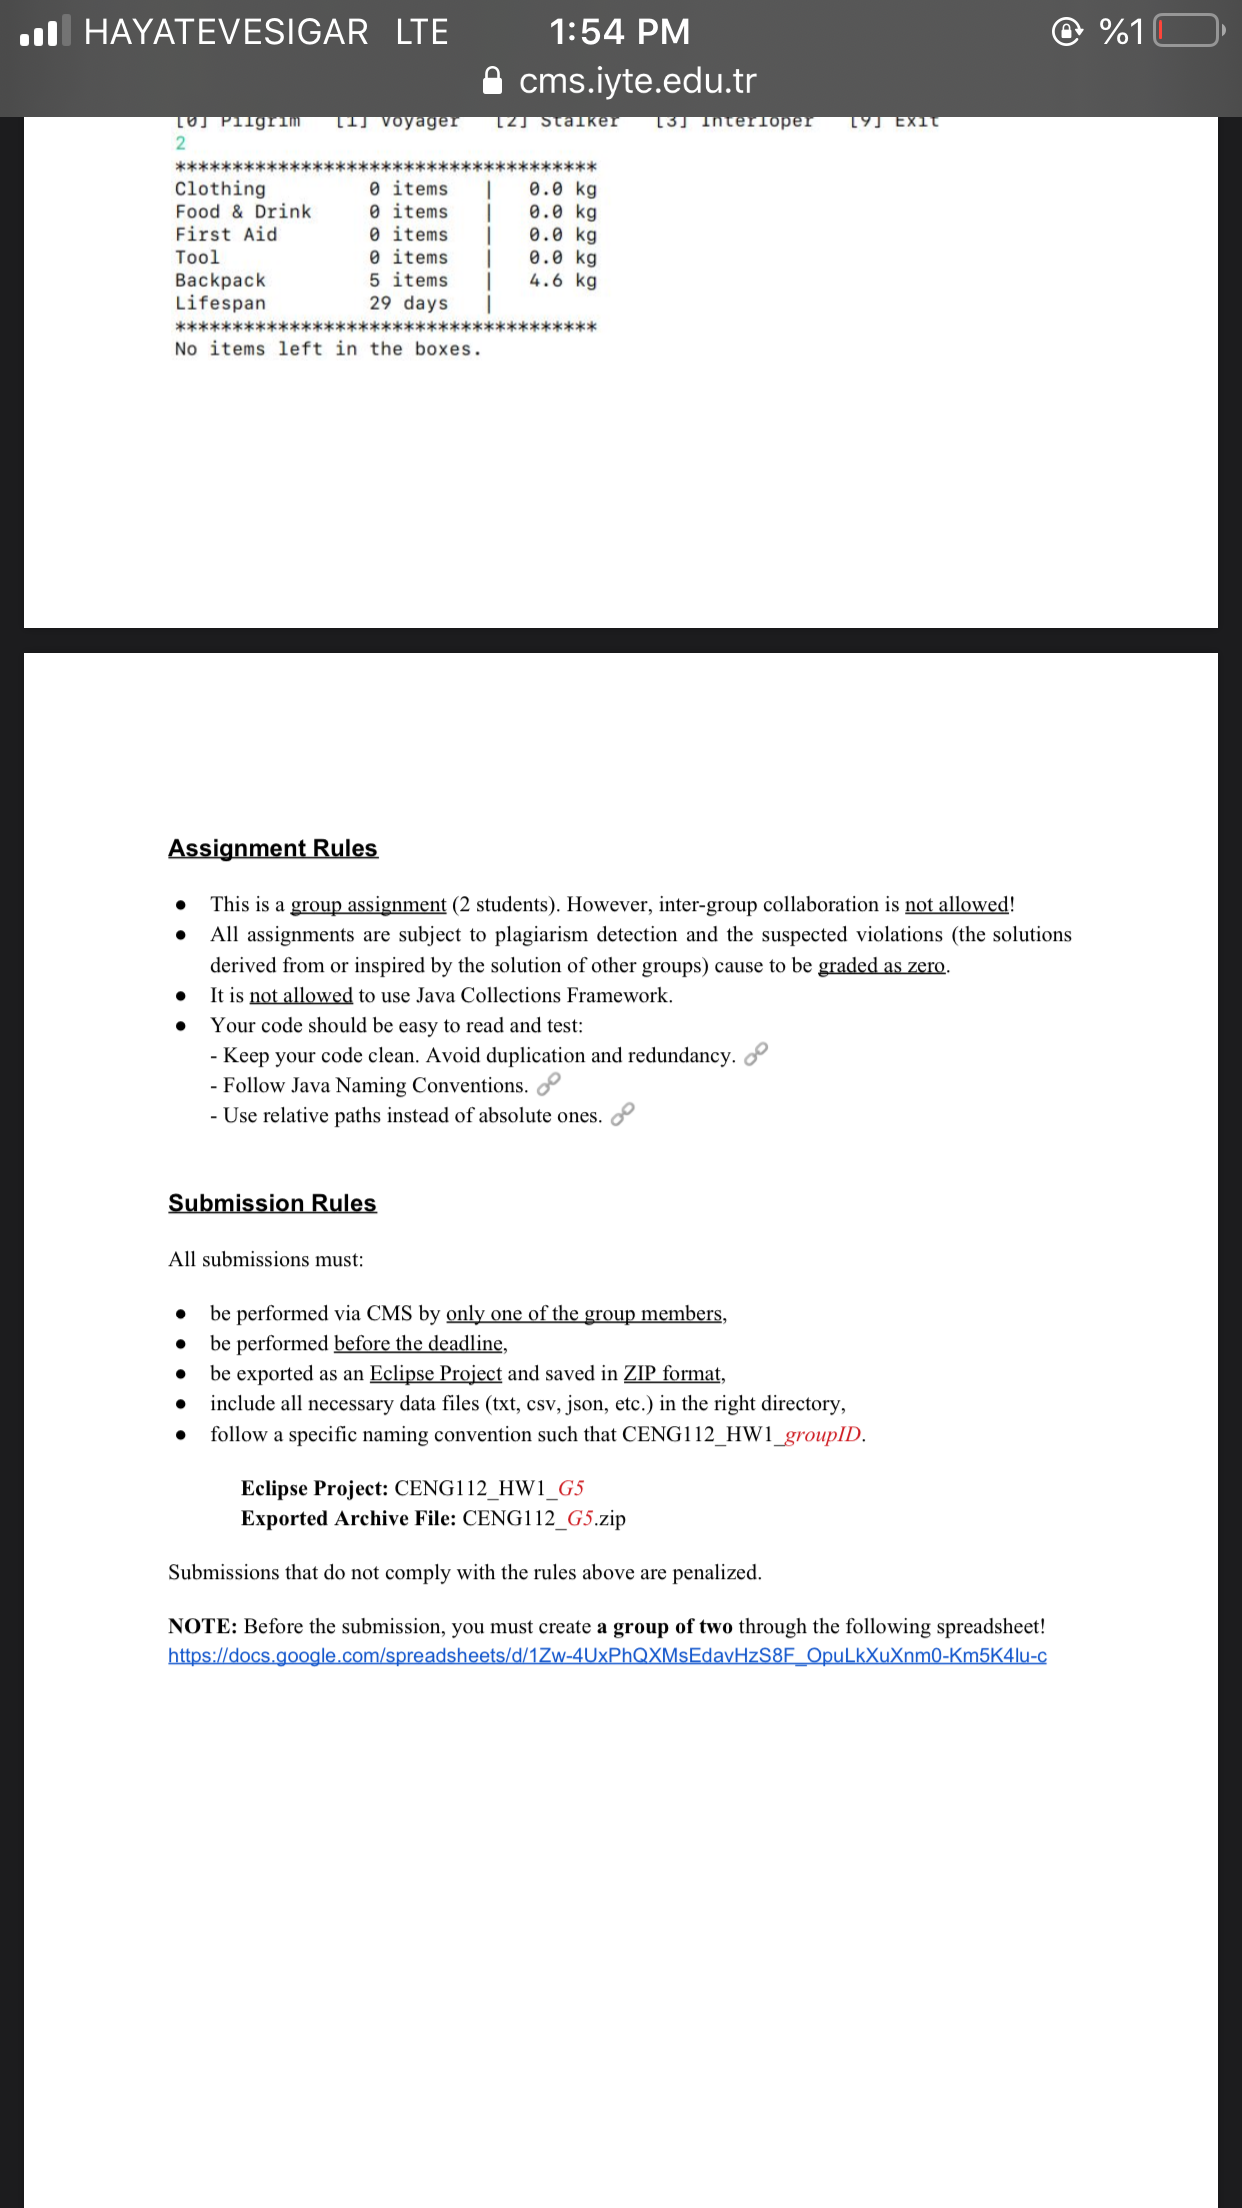 HAYATEVESIGAR LTE 1:54 PM %1
cms.iyte.edu.tr
[0] Pilgrim [1] Voyager [2] Stalker [3] Interloper [9] Exit
2
*************************************
Clothing 0 items | 0.0 kg
Food & Drink 0 items | 0.0 kg
First Aid 0 items | 0.0 kg
Tool 0 items | 0.0 kg
Backpack 5 items | 4.6 kg
Lifespan 29 days |
*************************************
No items left in the boxes.
Assignment Rules
● This is a group assignment (2 students). However, inter-group collaboration is not allowed!
● All assignments are subject to plagiarism detection and the suspected violations (the solutions
derived from or inspired by the solution of other groups) cause to be graded as zero.
● It is not allowed to use Java Collections Framework.
● Your code should be easy to read and test:
- Keep your code clean. Avoid duplication and redundancy.
- Follow Java Naming Conventions.
- Use relative paths instead of absolute ones.
Submission Rules
All submissions must:
● be performed via CMS by only one of the group members,
● be performed before the deadline,
● be exported as an Eclipse Project and saved in ZIP format,
● include all necessary data files (txt, csv, json, etc.) in the right directory,
● follow a specific naming convention such that CENG112_HW1_groupID.
Eclipse Project: CENG112_HW1_G5
Exported Archive File: CENG112_G5.zip
Submissions that do not comply with the rules above are penalized.
NOTE: Before the submission, you must create a group of two through the following spreadsheet!
https://docs.google.com/spreadsheets/d/1Zw-4UxPhQXMsEdavHzS8F_OpuLkXuXnm0-Km5K4lu-c